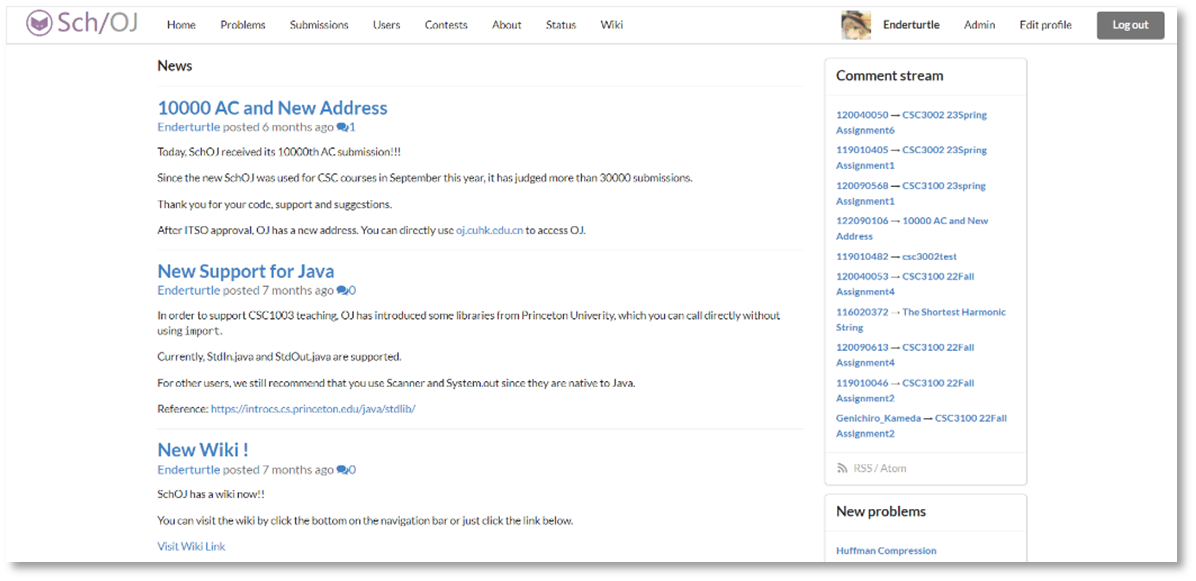 Sch/OJ
Home Problems Submissions Users Contests About Status Wiki
Enderturtle Admin Edit profile Log out
News
10000 AC and New Address
Enderturtle posted 6 months ago 1
Today, SchOJ received its 10000th AC submission!!!
Since the new SchOJ was used for CSC courses in September this year, it has judged more than 30000 submissions.
Thank you for your code, support and suggestions.
After ITSO approval, OJ has a new address. You can directly use oj.cuhk.edu.cn to access OJ.
New Support for Java
Enderturtle posted 7 months ago 0
In order to support CSC1003 teaching, OJ has introduced some libraries from Princeton Univerity, which you can call directly without
using import.
Currently, StdIn.java and StdOut.java are supported.
For other users, we still recommend that you use Scanner and System.out since they are native to Java.
Reference: https://introcs.cs.princeton.edu/java/stdlib/
New Wiki !
Enderturtle posted 7 months ago 0
SchOJ has a wiki now!!
You can visit the wiki by click the bottom on the navigation bar or just click the link below.
Visit Wiki Link
Comment stream
120040050 → CSC3002 23Spring
Assignment6
119010405 → CSC3002 23Spring
Assignment1
120090568 → CSC3100 23spring
Assignment1
122090106 → 10000 AC and New
Address
119010482 → csc3002test
120040053 → CSC3100 22Fall
Assignment4
116020372 → The Shortest Harmonic
String
120090613 → CSC3100 22Fall
Assignment4
119010046 → CSC3100 22Fall
Assignment2
Genichiro_Kameda → CSC3100 22Fall
Assignment2
RSS / Atom
New problems
Huffman Compression